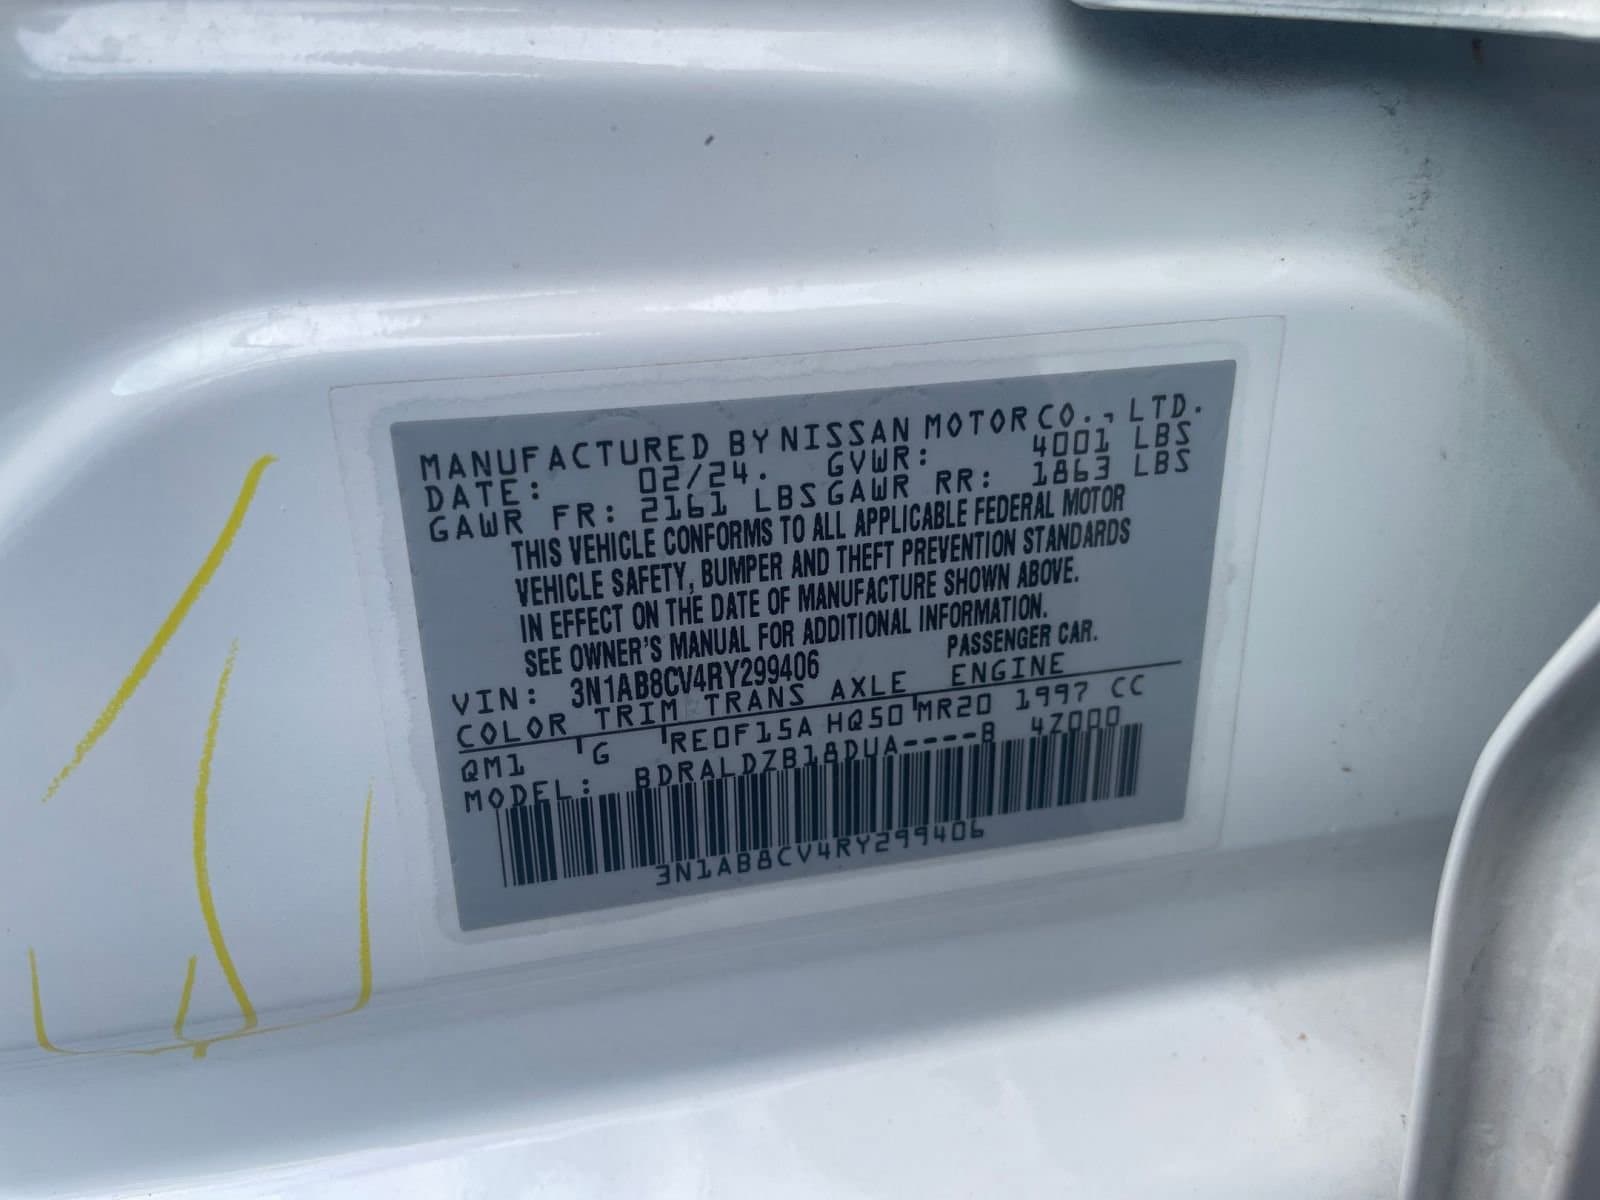 MANUFACTURED BY NISSAN MOTOR CO., LTD.
DATE: 02/24. GVWR: 4001 LBS
GAWR FR: 2161 LBS GAWR RR: 1863 LBS
THIS VEHICLE CONFORMS TO ALL APPLICABLE FEDERAL MOTOR
VEHICLE SAFETY, BUMPER AND THEFT PREVENTION STANDARDS
IN EFFECT ON THE DATE OF MANUFACTURE SHOWN ABOVE.
SEE OWNER'S MANUAL FOR ADDITIONAL INFORMATION.
VIN: 3N1AB8CV4RY299406 PASSENGER CAR.
COLOR TRIM TRANS AXLE ENGINE
QM1 G RE0F15A HQ50 MR20 1997 CC
MODEL: BDRALDZB18DUA----B 4Z000
3N1AB8CV4RY299406